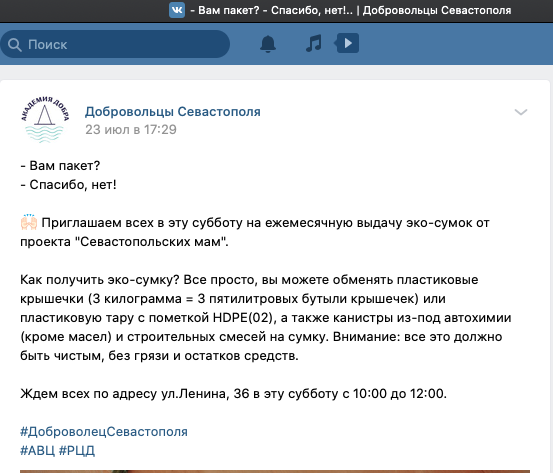 - Вам пакет? - Спасибо, нет!.. | Добровольцы Севастополя
Поиск
АКАДЕМИЯ ДОБРА
Добровольцы Севастополя
23 июл в 17:29
- Вам пакет?
- Спасибо, нет!
🙌🏻 Приглашаем всех в эту субботу на ежемесячную выдачу эко-сумок от
проекта "Севастопольских мам".
Как получить эко-сумку? Все просто, вы можете обменять пластиковые
крышечки (3 килограмма = 3 пятилитровых бутыли крышечек) или
пластиковую тару с пометкой HDPE(02), а также канистры из-под автохимии
(кроме масел) и строительных смесей на сумку. Внимание: все это должно
быть чистым, без грязи и остатков средств.
Ждем всех по адресу ул.Ленина, 36 в эту субботу с 10:00 до 12:00.
#ДоброволецСевастополя
#АВЦ #РЦД